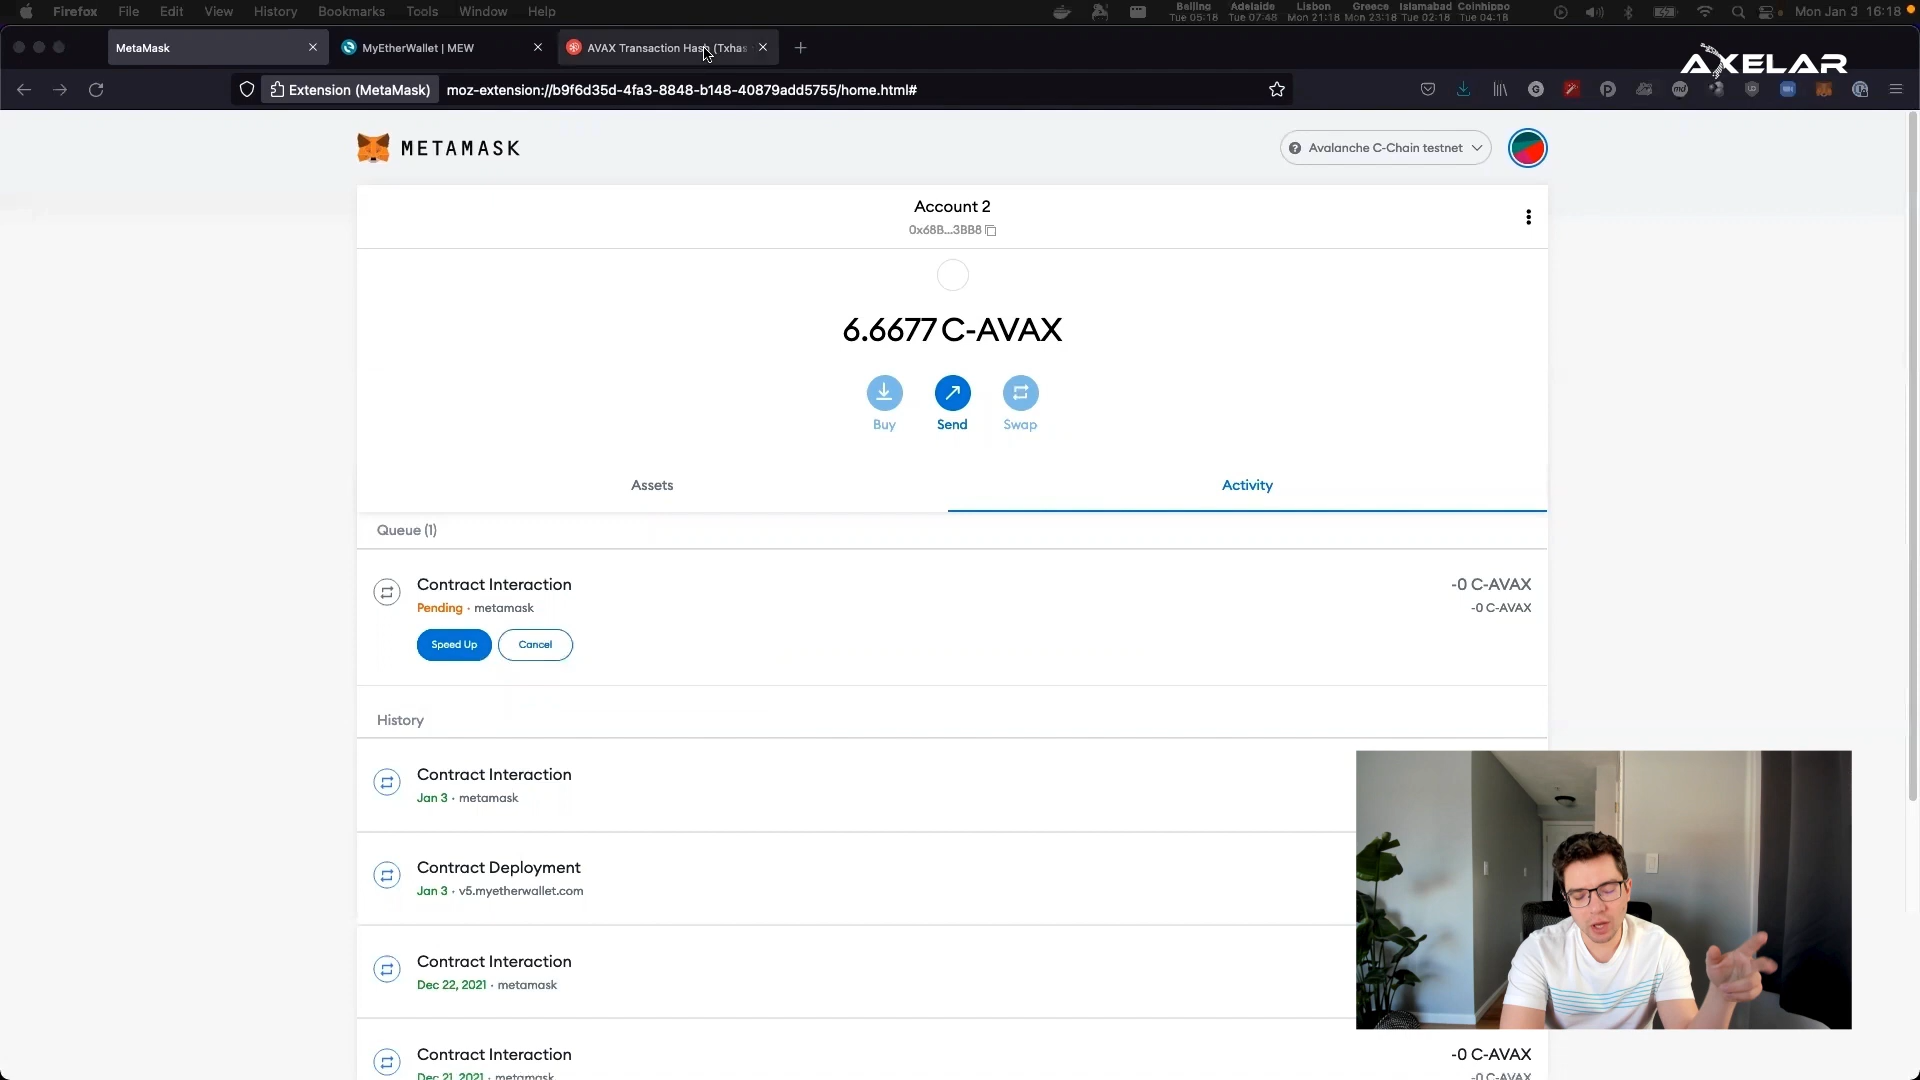 Firefox File Edit View History Bookmarks Tools Window Help
Beijing Adelaide Lisbon Greece Islamabad Coinhippo
Tue 05:18 Tue 07:48 Mon 21:18 Mon 23:18 Tue 02:18 Tue 04:18
Mon Jan 3 16:18
MetaMask
MyEtherWallet | MEW
AVAX Transaction Hash (Txhas
AXELAR
Extension (MetaMask)
moz-extension://b9f6d35d-4fa3-8848-b148-40879add5755/home.html#
METAMASK
Avalanche C-Chain testnet
Account 2
0x68B...3BB8
6.6677 C-AVAX
Buy Send Swap
Assets Activity
Queue (1)
Contract Interaction -0 C-AVAX
Pending · metamask -0 C-AVAX
Speed Up Cancel
History
Contract Interaction
Jan 3 · metamask
Contract Deployment
Jan 3 · v5.myetherwallet.com
Contract Interaction
Dec 22, 2021 · metamask
Contract Interaction -0 C-AVAX
Dec 21, 2021 · metamask -0 C-AVAX